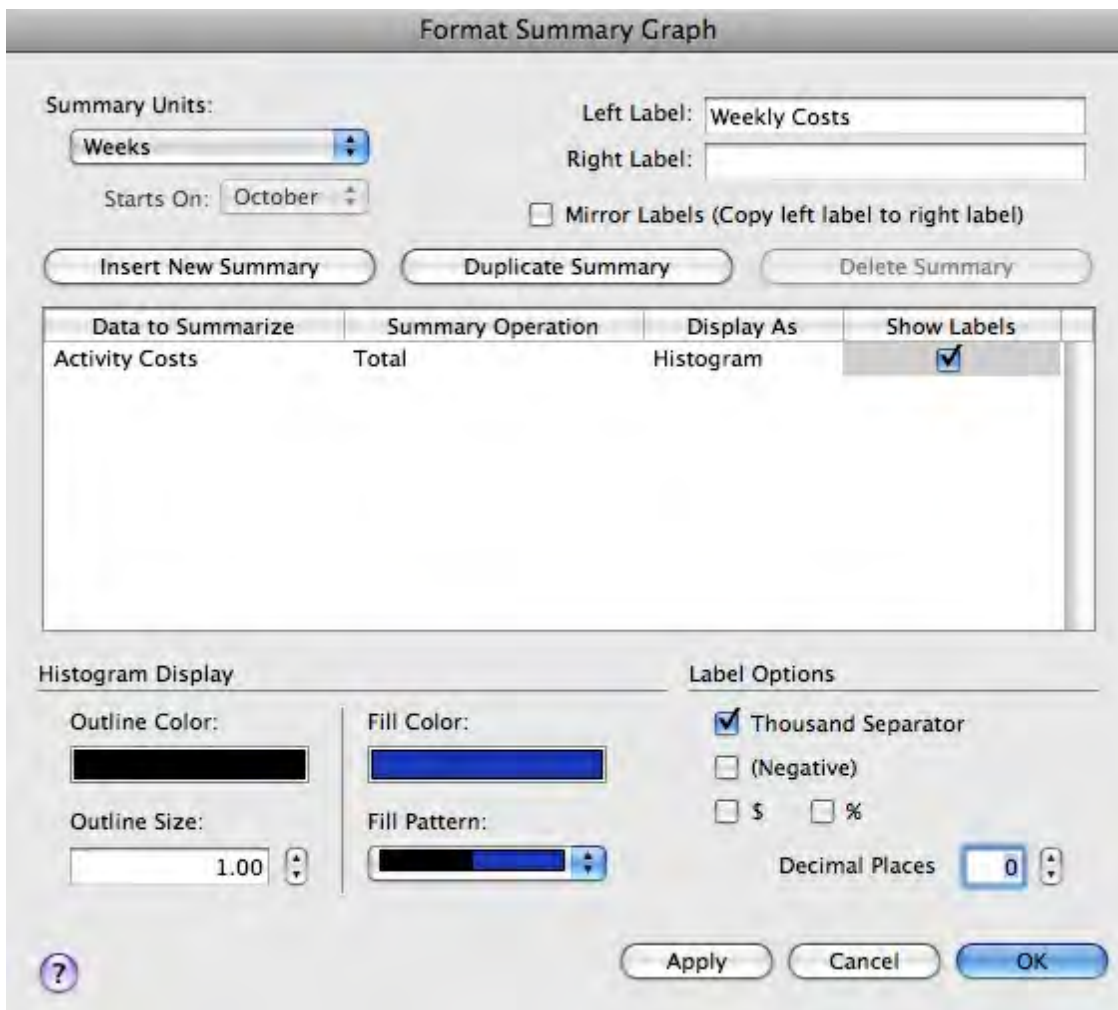 Format Summary Graph
Summary Units:
Weeks
Starts On: October
Left Label: Weekly Costs
Right Label:
Mirror Labels (Copy left label to right label)
Insert New Summary Duplicate Summary Delete Summary
Data to Summarize Summary Operation Display As Show Labels
Activity Costs Total Histogram
Histogram Display
Outline Color: Fill Color:
Outline Size: Fill Pattern:
1.00
Label Options
Thousand Separator
(Negative)
$ %
Decimal Places 0
? Apply Cancel OK